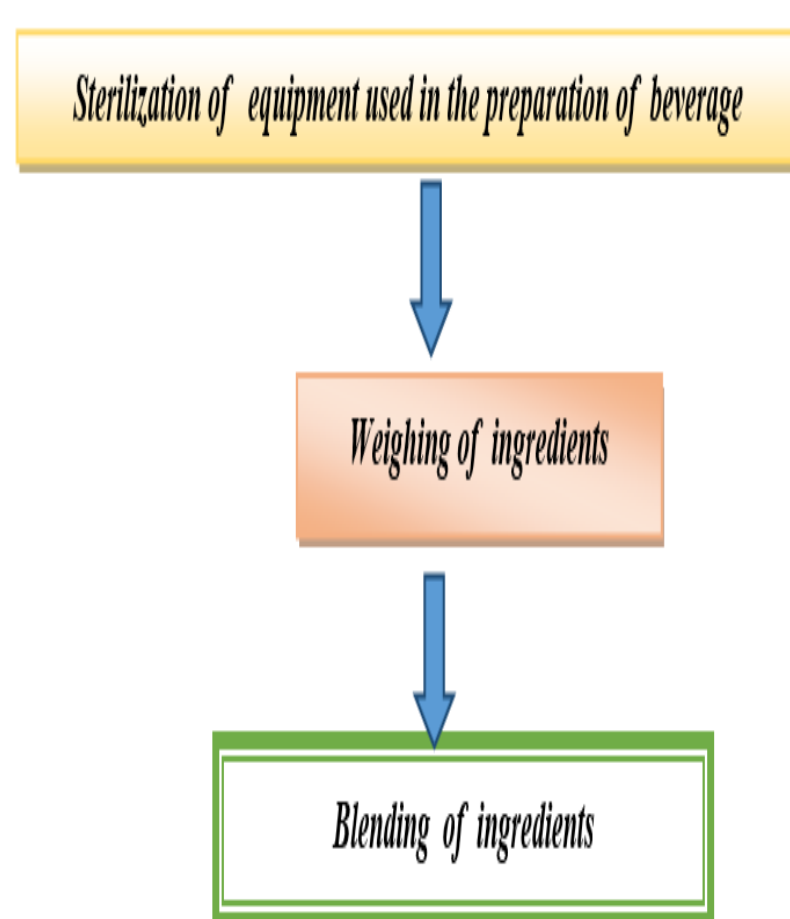 Sterilization of equipment used in the preparation of beverage
Weighing of ingredients
Blending of ingredients